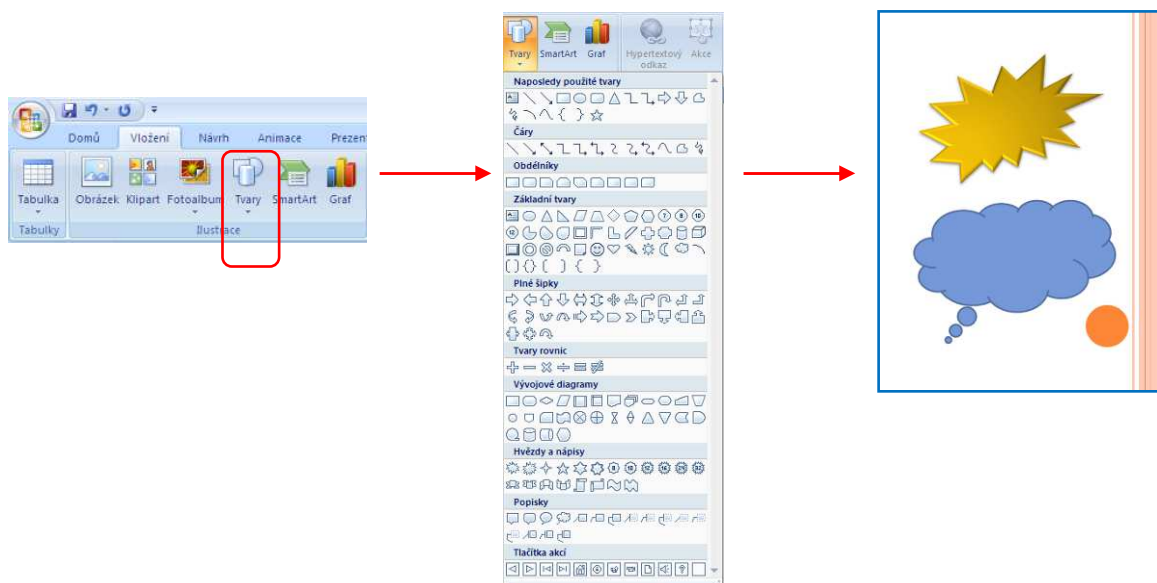 Domů Vložení Návrh Animace Prezen
Tabulka Obrázek Klipart Fotoalbum Tvary SmartArt Graf
Tabulky Ilustrace
Tvary SmartArt Graf Hypertextový odkaz Akce
Naposledy použité tvary
Čáry
Obdélníky
Základní tvary
Plné šipky
Tvary rovnic
Vývojové diagramy
Hvězdy a nápisy
Popisky
Tlačítka akcí